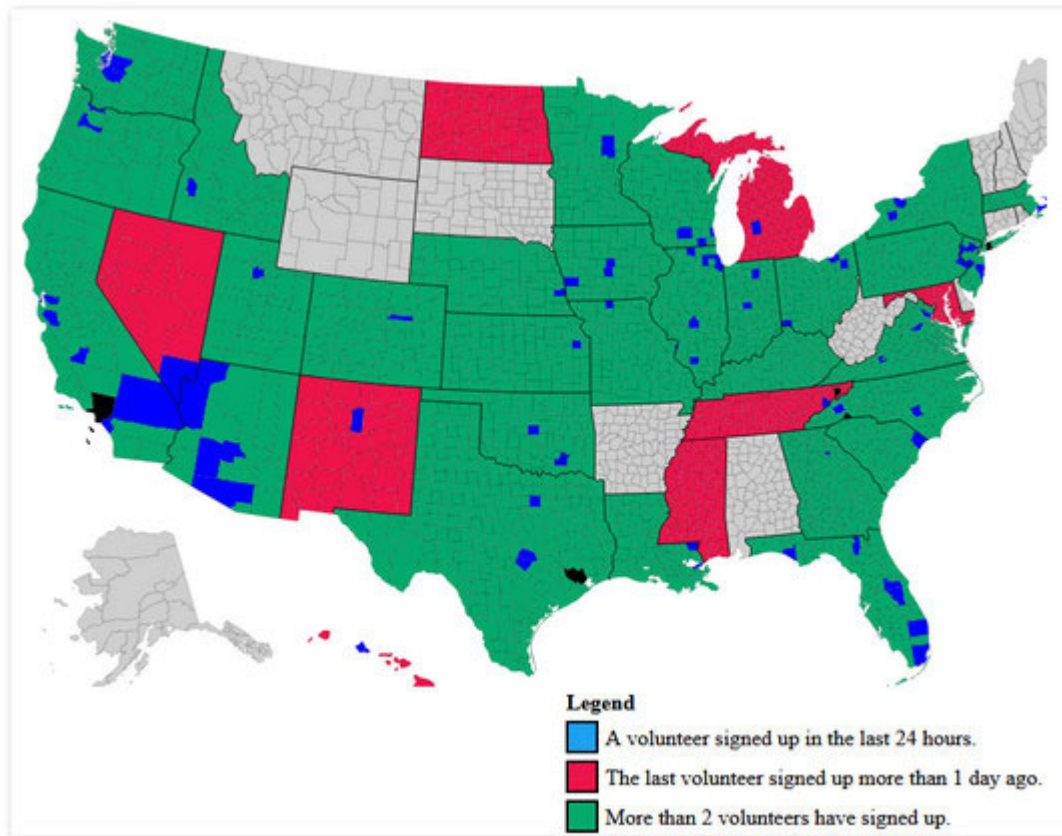 Legend
A volunteer signed up in the last 24 hours.
The last volunteer signed up more than 1 day ago.
More than 2 volunteers have signed up.